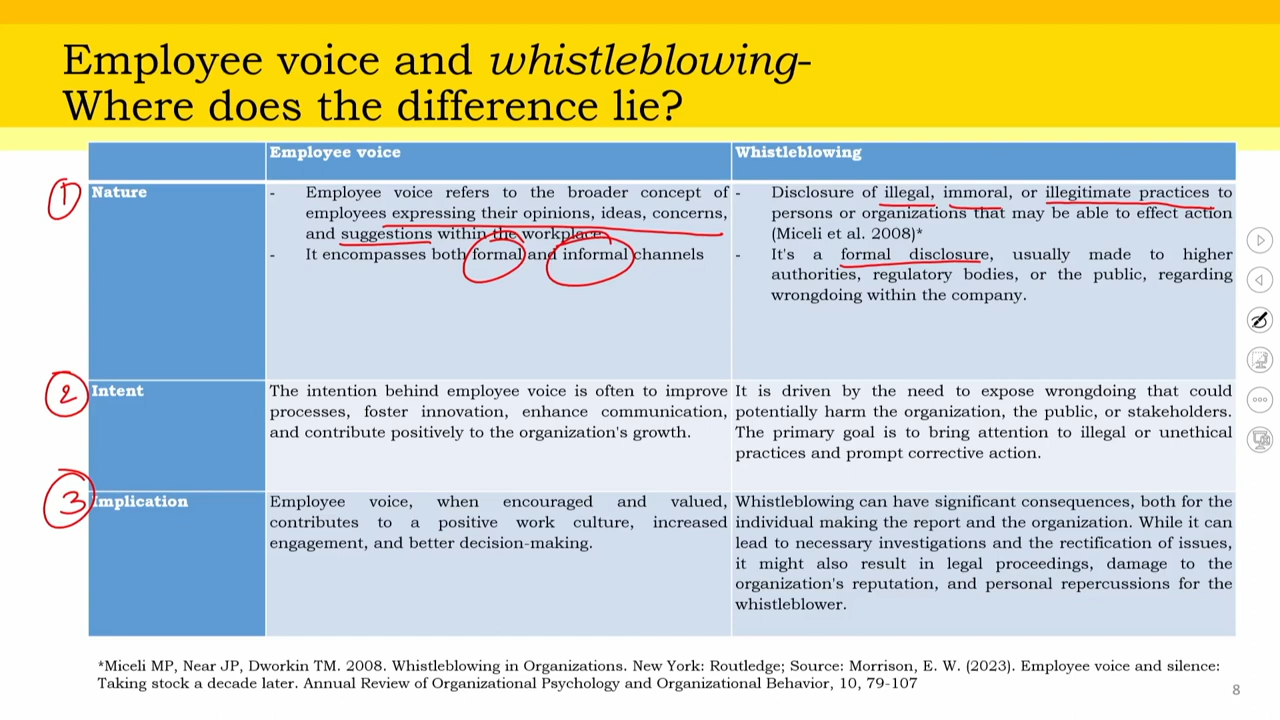 Employee voice and whistleblowing-
Where does the difference lie?
Employee voice
Whistleblowing
1
Nature
- Employee voice refers to the broader concept of
employees expressing their opinions, ideas, concerns,
and suggestions within the workplace.
- It encompasses both formal and informal channels
- Disclosure of illegal, immoral, or illegitimate practices to
persons or organizations that may be able to effect action
(Miceli et al. 2008)*
- It's a formal disclosure, usually made to higher
authorities, regulatory bodies, or the public, regarding
wrongdoing within the company.
2
Intent
The intention behind employee voice is often to improve
processes, foster innovation, enhance communication,
and contribute positively to the organization's growth.
It is driven by the need to expose wrongdoing that could
potentially harm the organization, the public, or stakeholders.
The primary goal is to bring attention to illegal or unethical
practices and prompt corrective action.
3
Implication
Employee voice, when encouraged and valued,
contributes to a positive work culture, increased
engagement, and better decision-making.
Whistleblowing can have significant consequences, both for the
individual making the report and the organization. While it can
lead to necessary investigations and the rectification of issues,
it might also result in legal proceedings, damage to the
organization's reputation, and personal repercussions for the
whistleblower.
*Miceli MP, Near JP, Dworkin TM. 2008. Whistleblowing in Organizations. New York: Routledge; Source: Morrison, E. W. (2023). Employee voice and silence:
Taking stock a decade later. Annual Review of Organizational Psychology and Organizational Behavior, 10, 79-107
8